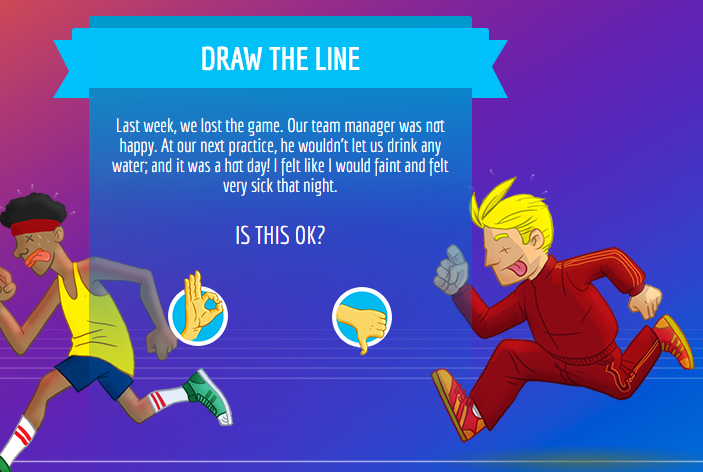 DRAW THE LINE
Last week, we lost the game. Our team manager was not
happy. At our next practice, he wouldn't let us drink any
water; and it was a hot day! I felt like I would faint and felt
very sick that night.
IS THIS OK?